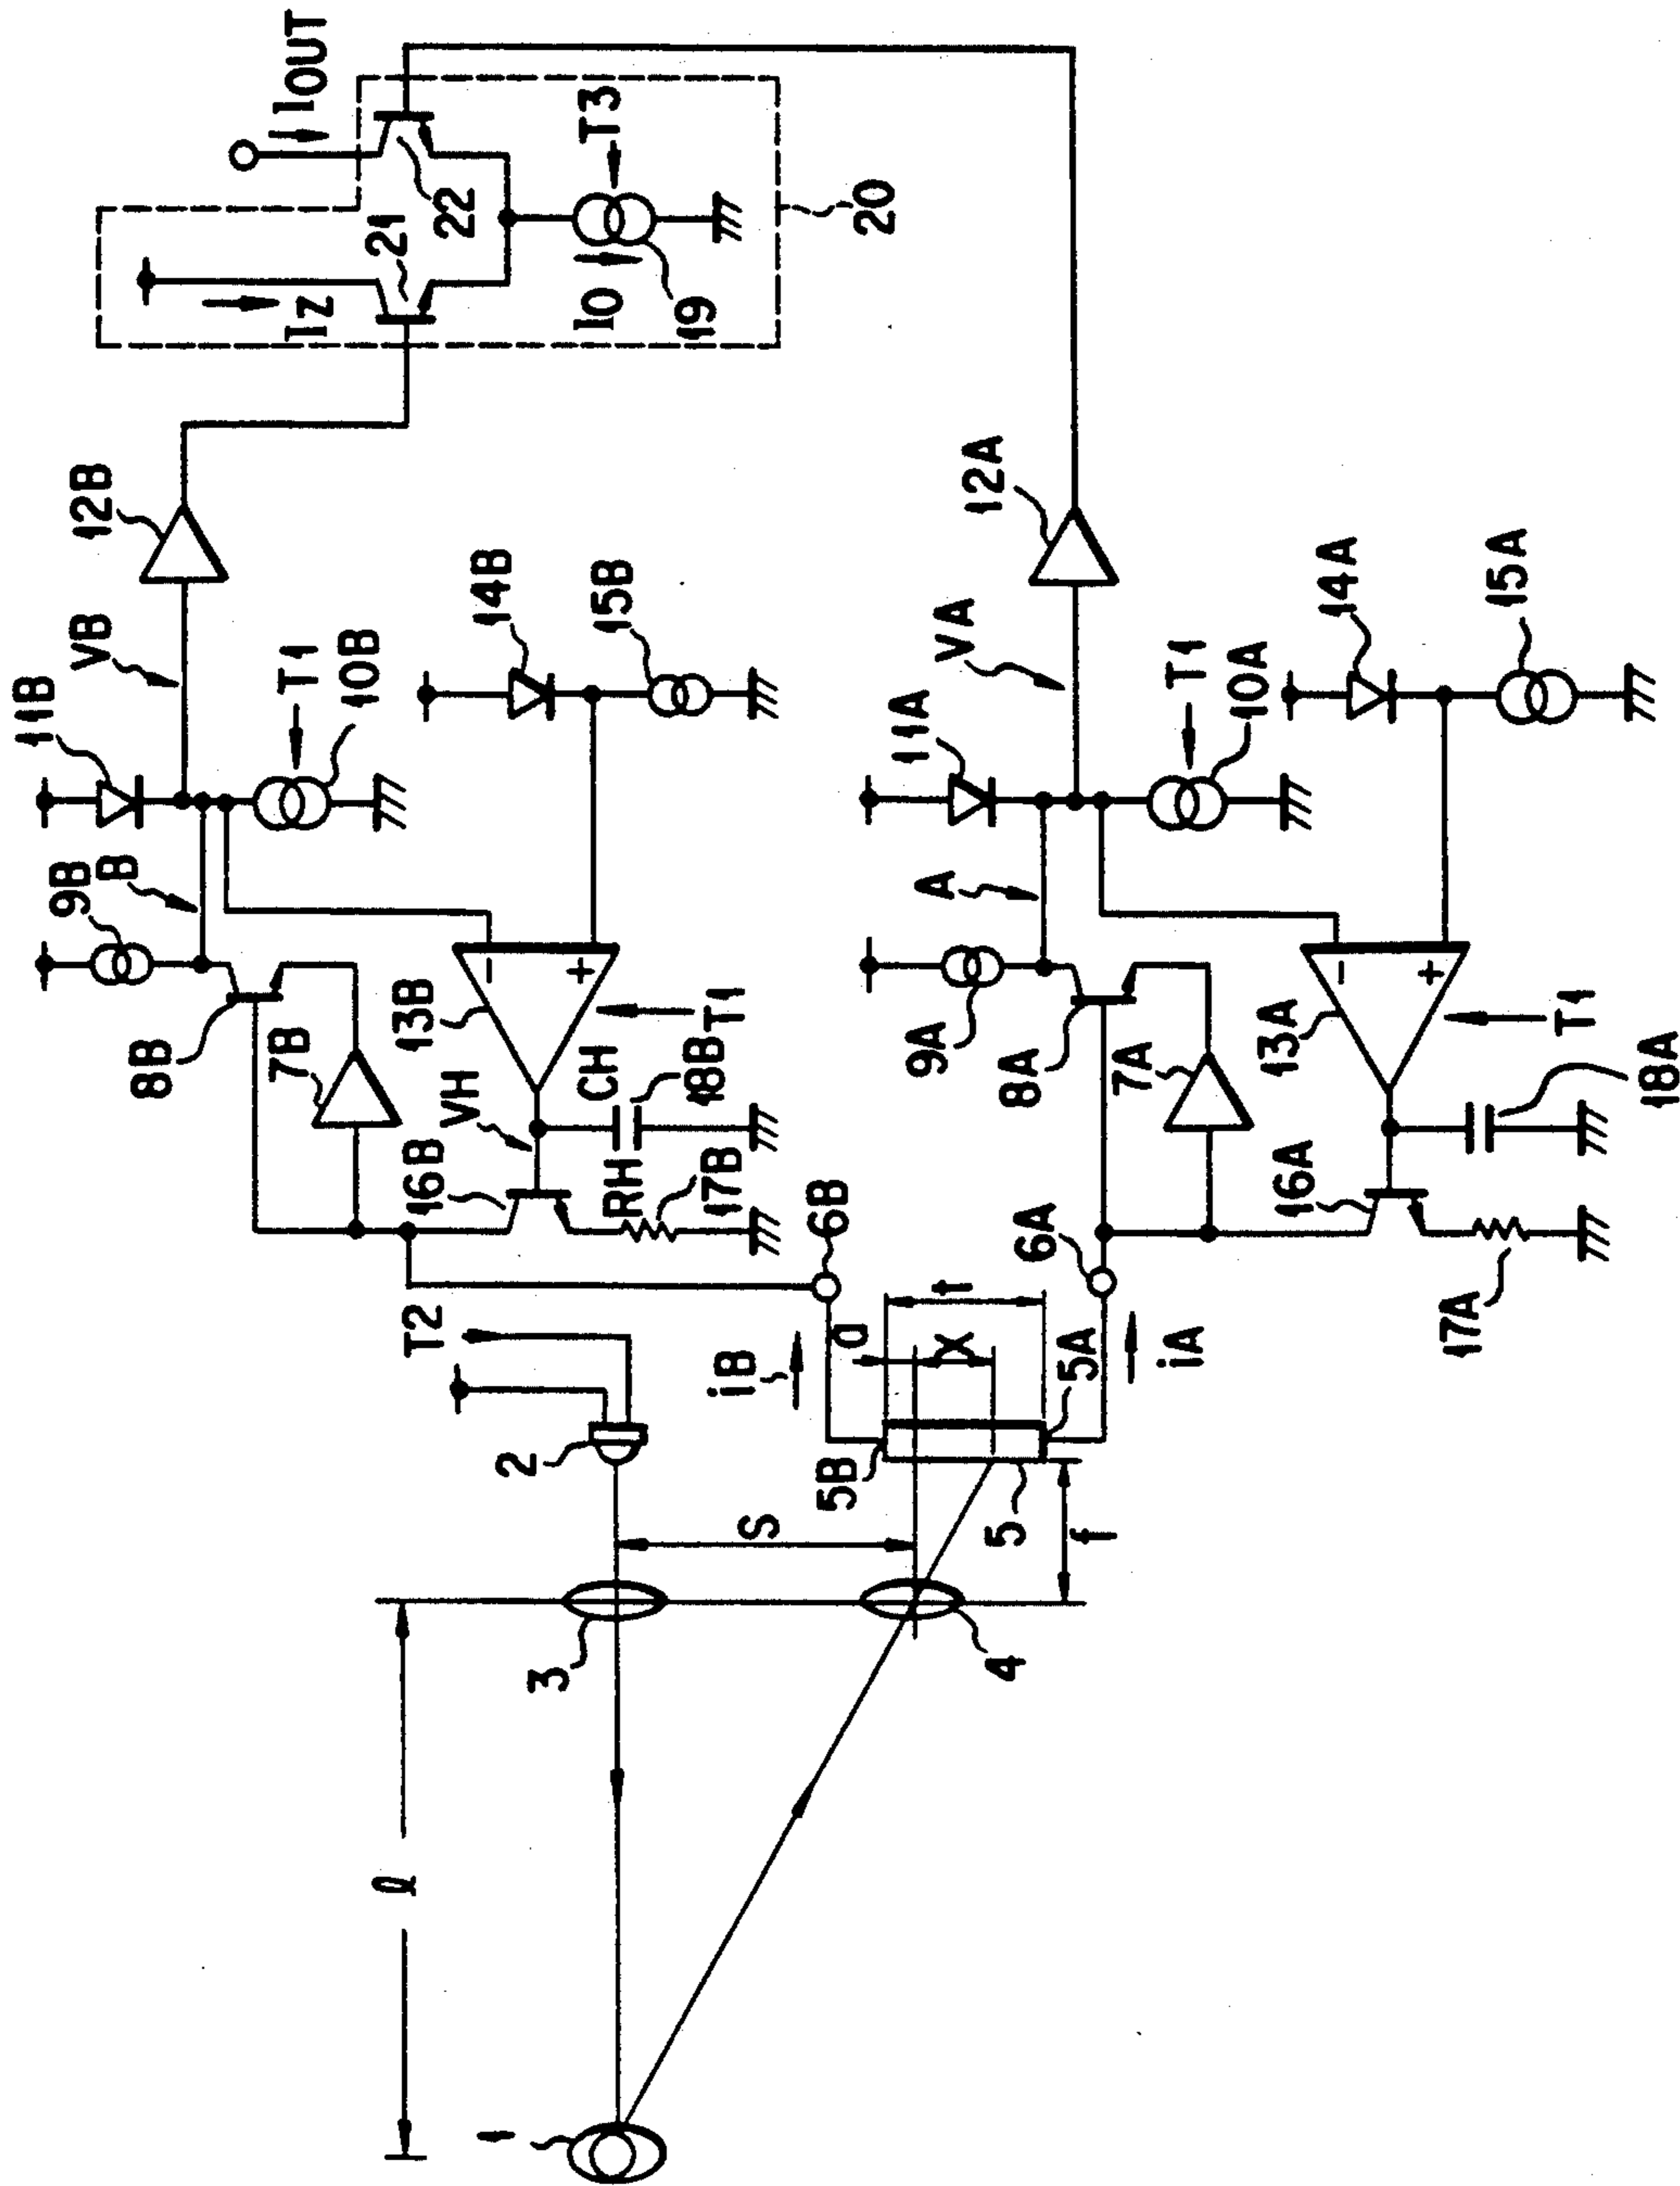 IOUT
T3
22
21
IZ
IO
19
20
12B
VB
11B
T1
10B
14B
15B
9B
B
8B
7B
13B
T1
VH
CH
18B
16B
RH
17B
12A
VA
11A
T1
10A
14A
15A
A
9A
8A
7A
13A
T1
18A
16A
17A
6B
6A
T2
iB
iA
a
X
t
5A
5B
5
2
S
f
3
4
ℓ
1
- +
- +